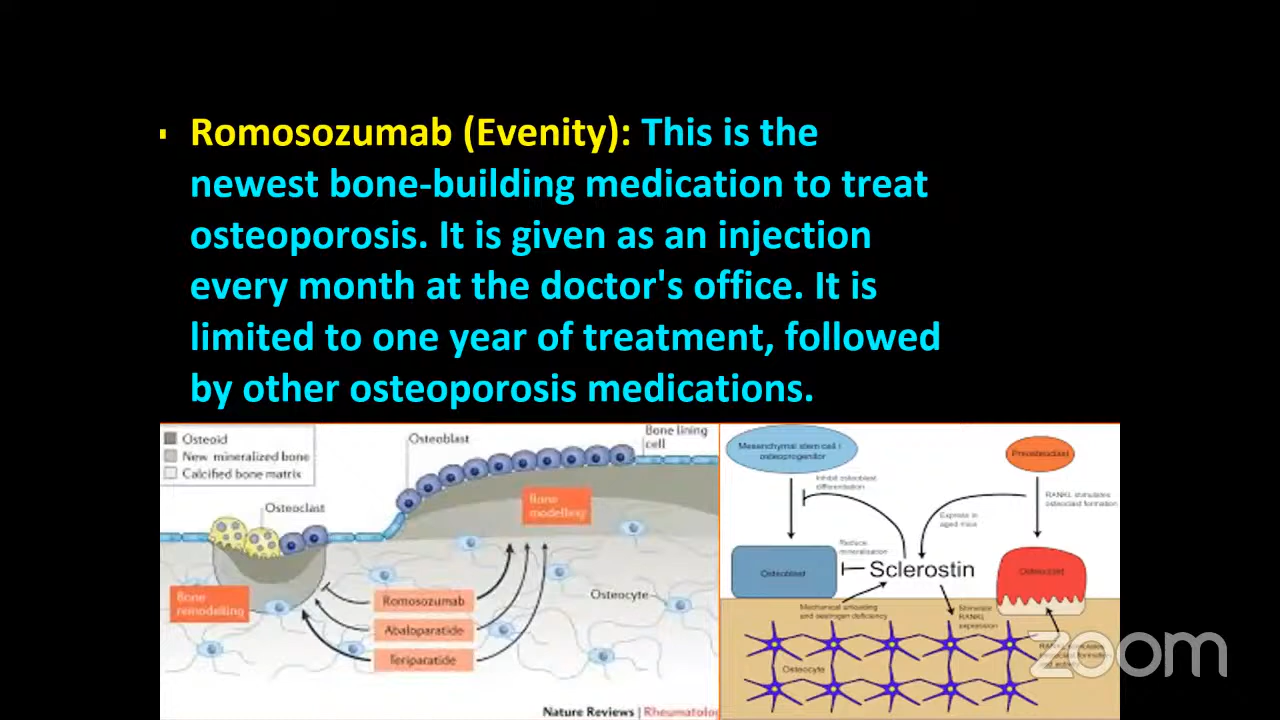 Romosozumab (Evenity): This is the
newest bone-building medication to treat
osteoporosis. It is given as an injection
every month at the doctor's office. It is
limited to one year of treatment, followed
by other osteoporosis medications.
Osteoid
New mineralized bone
Calcified bone matrix
Osteoblast
Bone lining
cell
Osteoclast
Bone
modelling
Bone
remodelling
Romosozumab
Abaloparatide
Teriparatide
Osteocyte
Nature Reviews | Rheumatolog
Mesenchymal stem cell
osteoprogenitor
Preosteoclast
Inhibit osteoblast
differentiation
RANKL stimulates
osteoclast formation
Express in
aged mice
Reduce
mineralisation
Osteoblast
Sclerostin
Osteoclast
Mechanical unloading
and oestrogen deficiency
Stimulate
RANKL
expression
Osteocyte
zoom